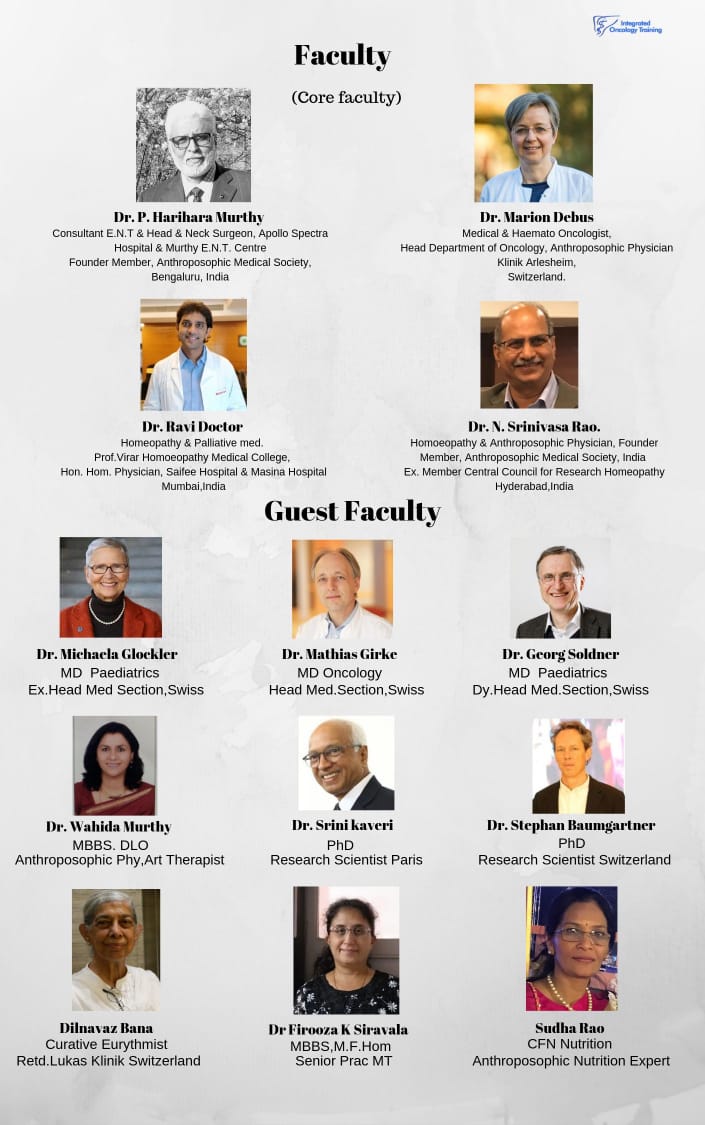 Integrated
Oncology Training
Faculty
(Core faculty)
Dr. P. Harihara Murthy
Consultant E.N.T & Head & Neck Surgeon, Apollo Spectra
Hospital & Murthy E.N.T. Centre
Founder Member, Anthroposophic Medical Society,
Bengaluru, India
Dr. Marion Debus
Medical & Haemato Oncologist,
Head Department of Oncology, Anthroposophic Physician
Klinik Arlesheim,
Switzerland.
Dr. Ravi Doctor
Homeopathy & Palliative med.
Prof.Virar Homoeopathy Medical College,
Hon. Hom. Physician, Saifee Hospital & Masina Hospital
Mumbai,India
Dr. N. Srinivasa Rao.
Homoeopathy & Anthroposophic Physician, Founder
Member, Anthroposophic Medical Society, India
Ex. Member Central Council for Research Homeopathy
Hyderabad,India
Guest Faculty
Dr. Michaela Glockler
MD Paediatrics
Ex.Head Med Section,Swiss
Dr. Mathias Girke
MD Oncology
Head Med.Section,Swiss
Dr. Georg Soldner
MD Paediatrics
Dy.Head Med.Section,Swiss
Dr. Wahida Murthy
MBBS. DLO
Anthroposophic Phy,Art Therapist
Dr. Srini kaveri
PhD
Research Scientist Paris
Dr. Stephan Baumgartner
PhD
Research Scientist Switzerland
Dilnavaz Bana
Curative Eurythmist
Retd.Lukas Klinik Switzerland
Dr Firooza K Siravala
MBBS,M.F.Hom
Senior Prac MT
Sudha Rao
CFN Nutrition
Anthroposophic Nutrition Expert